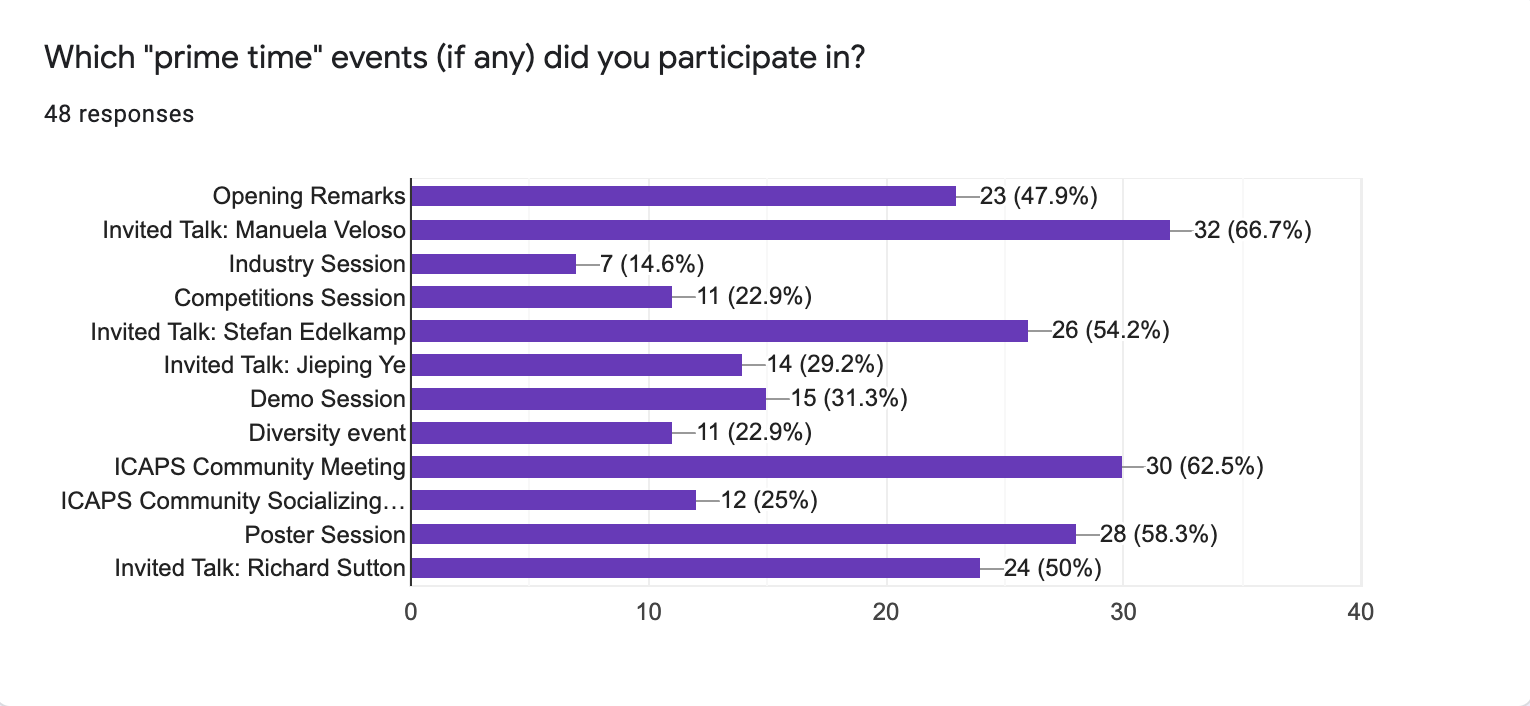 Which "prime time" events (if any) did you participate in?
48 responses
Opening Remarks 23 (47.9%)
Invited Talk: Manuela Veloso 32 (66.7%)
Industry Session 7 (14.6%)
Competitions Session 11 (22.9%)
Invited Talk: Stefan Edelkamp 26 (54.2%)
Invited Talk: Jieping Ye 14 (29.2%)
Demo Session 15 (31.3%)
Diversity event 11 (22.9%)
ICAPS Community Meeting 30 (62.5%)
ICAPS Community Socializing… 12 (25%)
Poster Session 28 (58.3%)
Invited Talk: Richard Sutton 24 (50%)
0 10 20 30 40